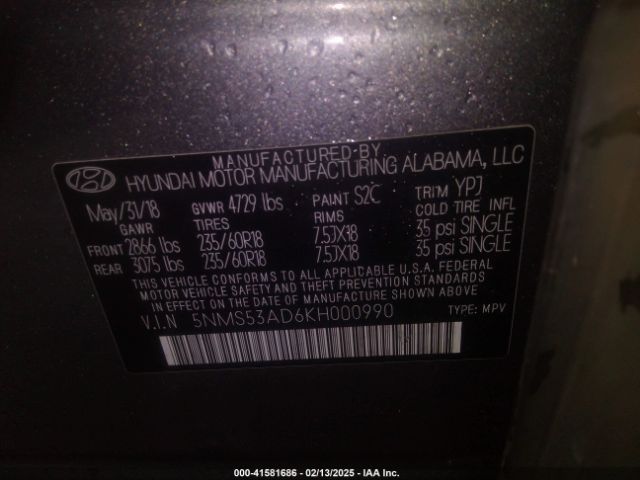 MANUFACTURED BY
HYUNDAI MOTOR MANUFACTURING ALABAMA, LLC
May/31/18 GVWR 4729 lbs PAINT S2C TRIM YPJ
GAWR TIRES RIMS COLD TIRE INFL
FRONT 2866 lbs 235/60R18 7.5JX18 35 psi SINGLE
REAR 3075 lbs 235/60R18 7.5JX18 35 psi SINGLE
THIS VEHICLE CONFORMS TO ALL APPLICABLE U.S.A. FEDERAL
MOTOR VEHICLE SAFETY AND THEFT PREVENTION STANDARDS
IN EFFECT ON THE DATE OF MANUFACTURE SHOWN ABOVE.
V.I.N 5NMS53AD6KH000990 TYPE: MPV
000-41581686 - 02/13/2025 - IAA Inc.